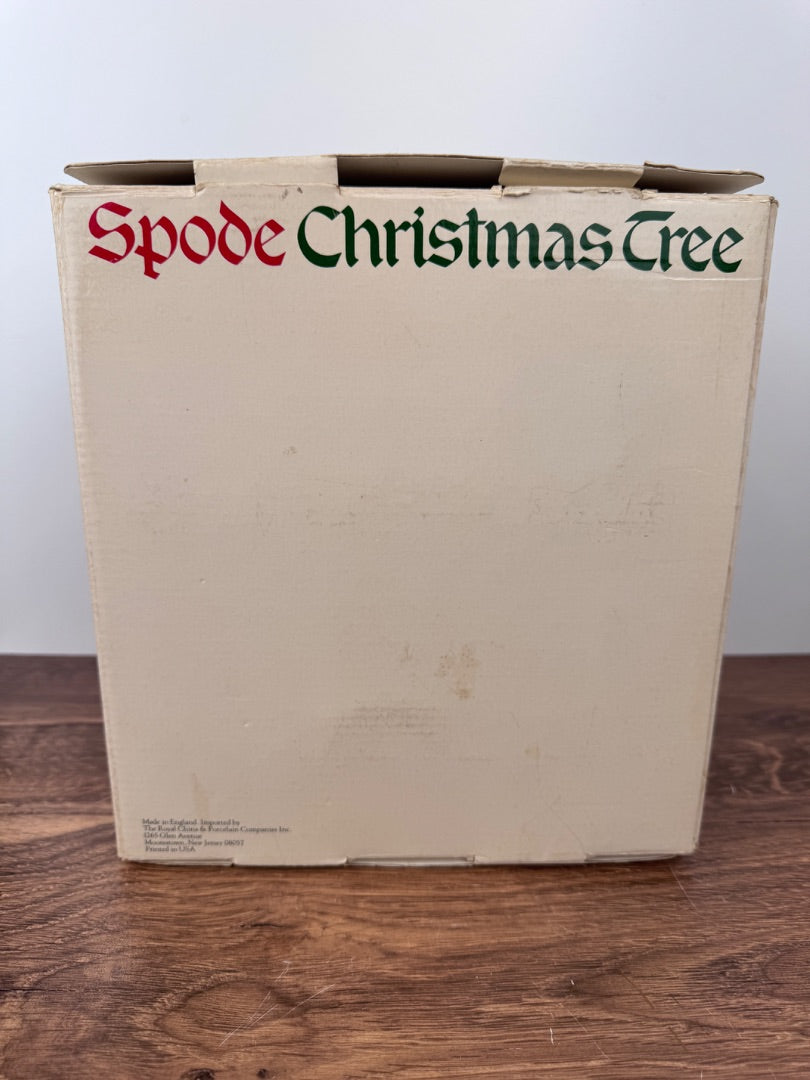 Spode Christmas Tree
Made in England. Imported by
The Royal China & Porcelain Companies Inc.
1265 Glen Avenue
Moorestown, New Jersey 08057
Printed in USA